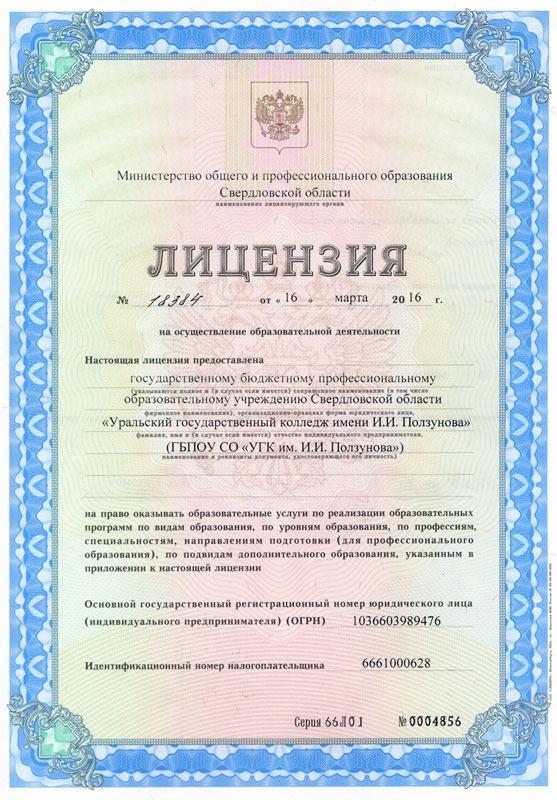 Министерство общего и профессионального образования
Свердловской области
наименование лицензирующего органа
ЛИЦЕНЗИЯ
№ 18384 от « 16 » марта 2016 г.
на осуществление образовательной деятельности
Настоящая лицензия предоставлена
государственному бюджетному профессиональному
(указываются полное и (в случае если имеется) сокращенное наименование (в том числе
образовательному учреждению Свердловской области
фирменное наименование), организационно-правовая форма юридического лица,
«Уральский государственный колледж имени И.И. Ползунова»
фамилия, имя и (в случае если имеется) отчество индивидуального предпринимателя,
(ГБПОУ СО «УГК им. И.И. Ползунова»)
наименование и реквизиты документа, удостоверяющего его личность)
на право оказывать образовательные услуги по реализации образовательных
программ по видам образования, по уровням образования, по профессиям,
специальностям, направлениям подготовки (для профессионального
образования), по подвидам дополнительного образования, указанным в
приложении к настоящей лицензии
Основной государственный регистрационный номер юридического лица
(индивидуального предпринимателя) (ОГРН) 1036603989476
Идентификационный номер налогоплательщика 6661000628
Серия 66Л01 №0004856